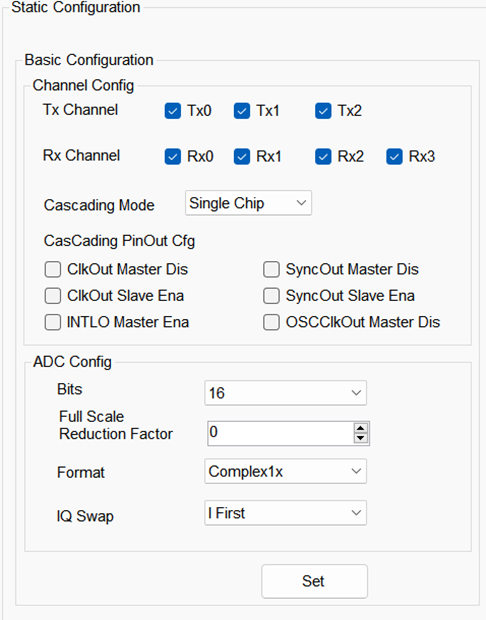 Static Configuration
Basic Configuration
Channel Config
Tx Channel Tx0 Tx1 Tx2
Rx Channel Rx0 Rx1 Rx2 Rx3
Cascading Mode Single Chip
CasCading PinOut Cfg
ClkOut Master Dis SyncOut Master Dis
ClkOut Slave Ena SyncOut Slave Ena
INTLO Master Ena OSCClkOut Master Dis
ADC Config
Bits 16
Full Scale
Reduction Factor 0
Format Complex1x
IQ Swap I First
Set